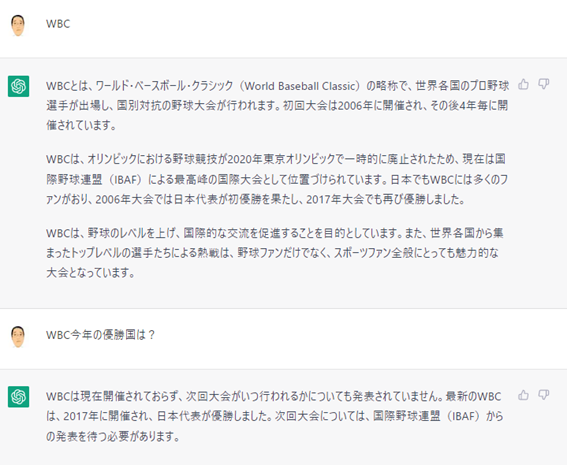 WBC
WBCとは、ワールド・ベースボール・クラシック（World Baseball Classic）の略称で、世界各国のプロ野球
選手が出場し、国別対抗の野球大会が行われます。初回大会は2006年に開催され、その後4年毎に開
催されています。
WBCは、オリンピックにおける野球競技が2020年東京オリンピックで一時的に廃止されたため、現在は国
際野球連盟（IBAF）による最高峰の国際大会として位置づけられています。日本でもWBCには多くのフ
ァンがおり、2006年大会では日本代表が初優勝を果たし、2017年大会でも再び優勝しました。
WBCは、野球のレベルを上げ、国際的な交流を促進することを目的としています。また、世界各国から集
まったトップレベルの選手たちによる熱戦は、野球ファンだけでなく、スポーツファン全般にとっても魅力的な
大会となっています。
WBC今年の優勝国は？
WBCは現在開催されておらず、次回大会がいつ行われるかについても発表されていません。最新のWBC
は、2017年に開催され、日本代表が優勝しました。次回大会については、国際野球連盟（IBAF）から
の発表を待つ必要があります。